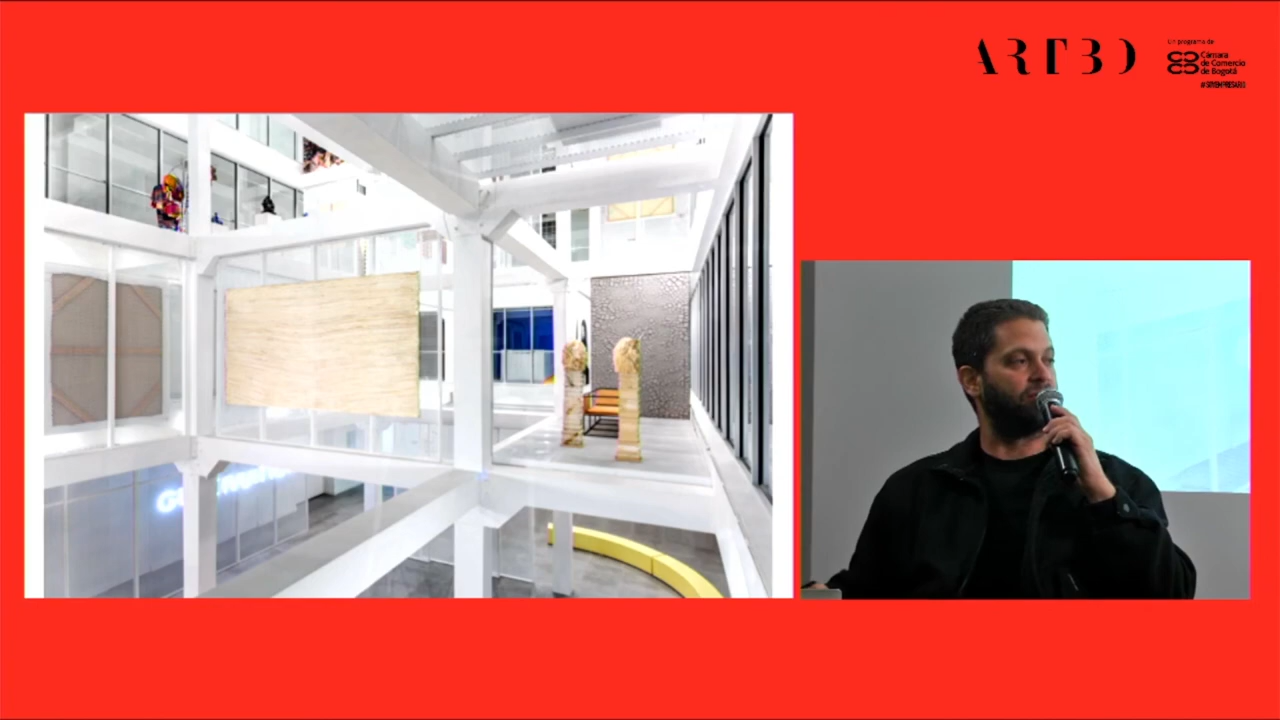 ARTBO
Un programa de
Cámara
de Comercio
de Bogotá